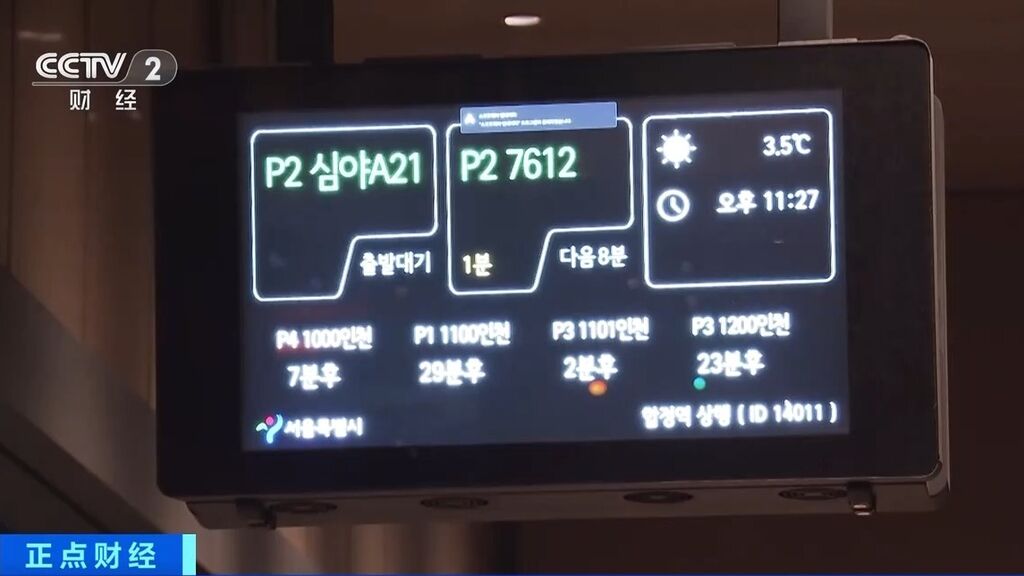 CCTV 2
财经
P2 심야A21
출발대기
P2 7612
1분
다음 8분
3.5℃
오후 11:27
P4 1000인천
7분후
P1 1100인천
29분후
P3 1101인천
2분후
P3 1200인천
23분후
서울특별시
합정역 상행 ( ID 14011 )
正点财经